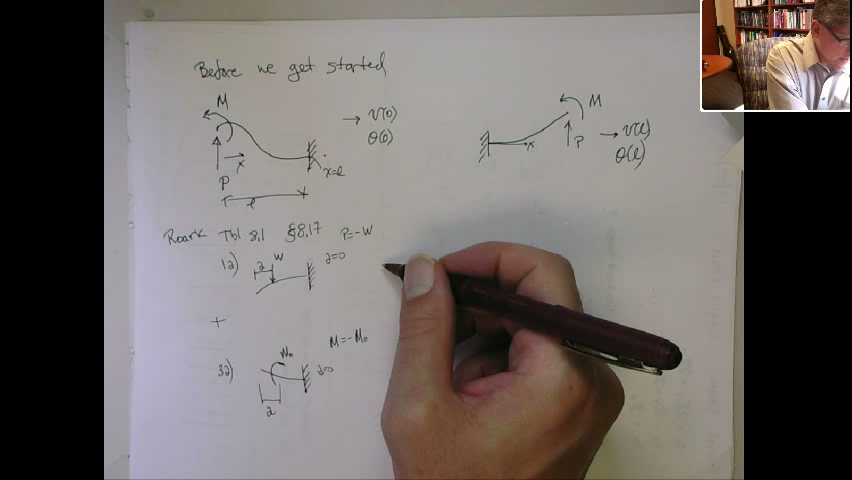 Before we get started
M
→ v(0)
θ(0)
P
x
x=l
l
M
P
→ v(l)
θ(l)
x
Roark Tbl 8.1 §8.17 P=-W
1a)
a
W
a=0
+
3a)
M₀
M=-M₀
a=0
a